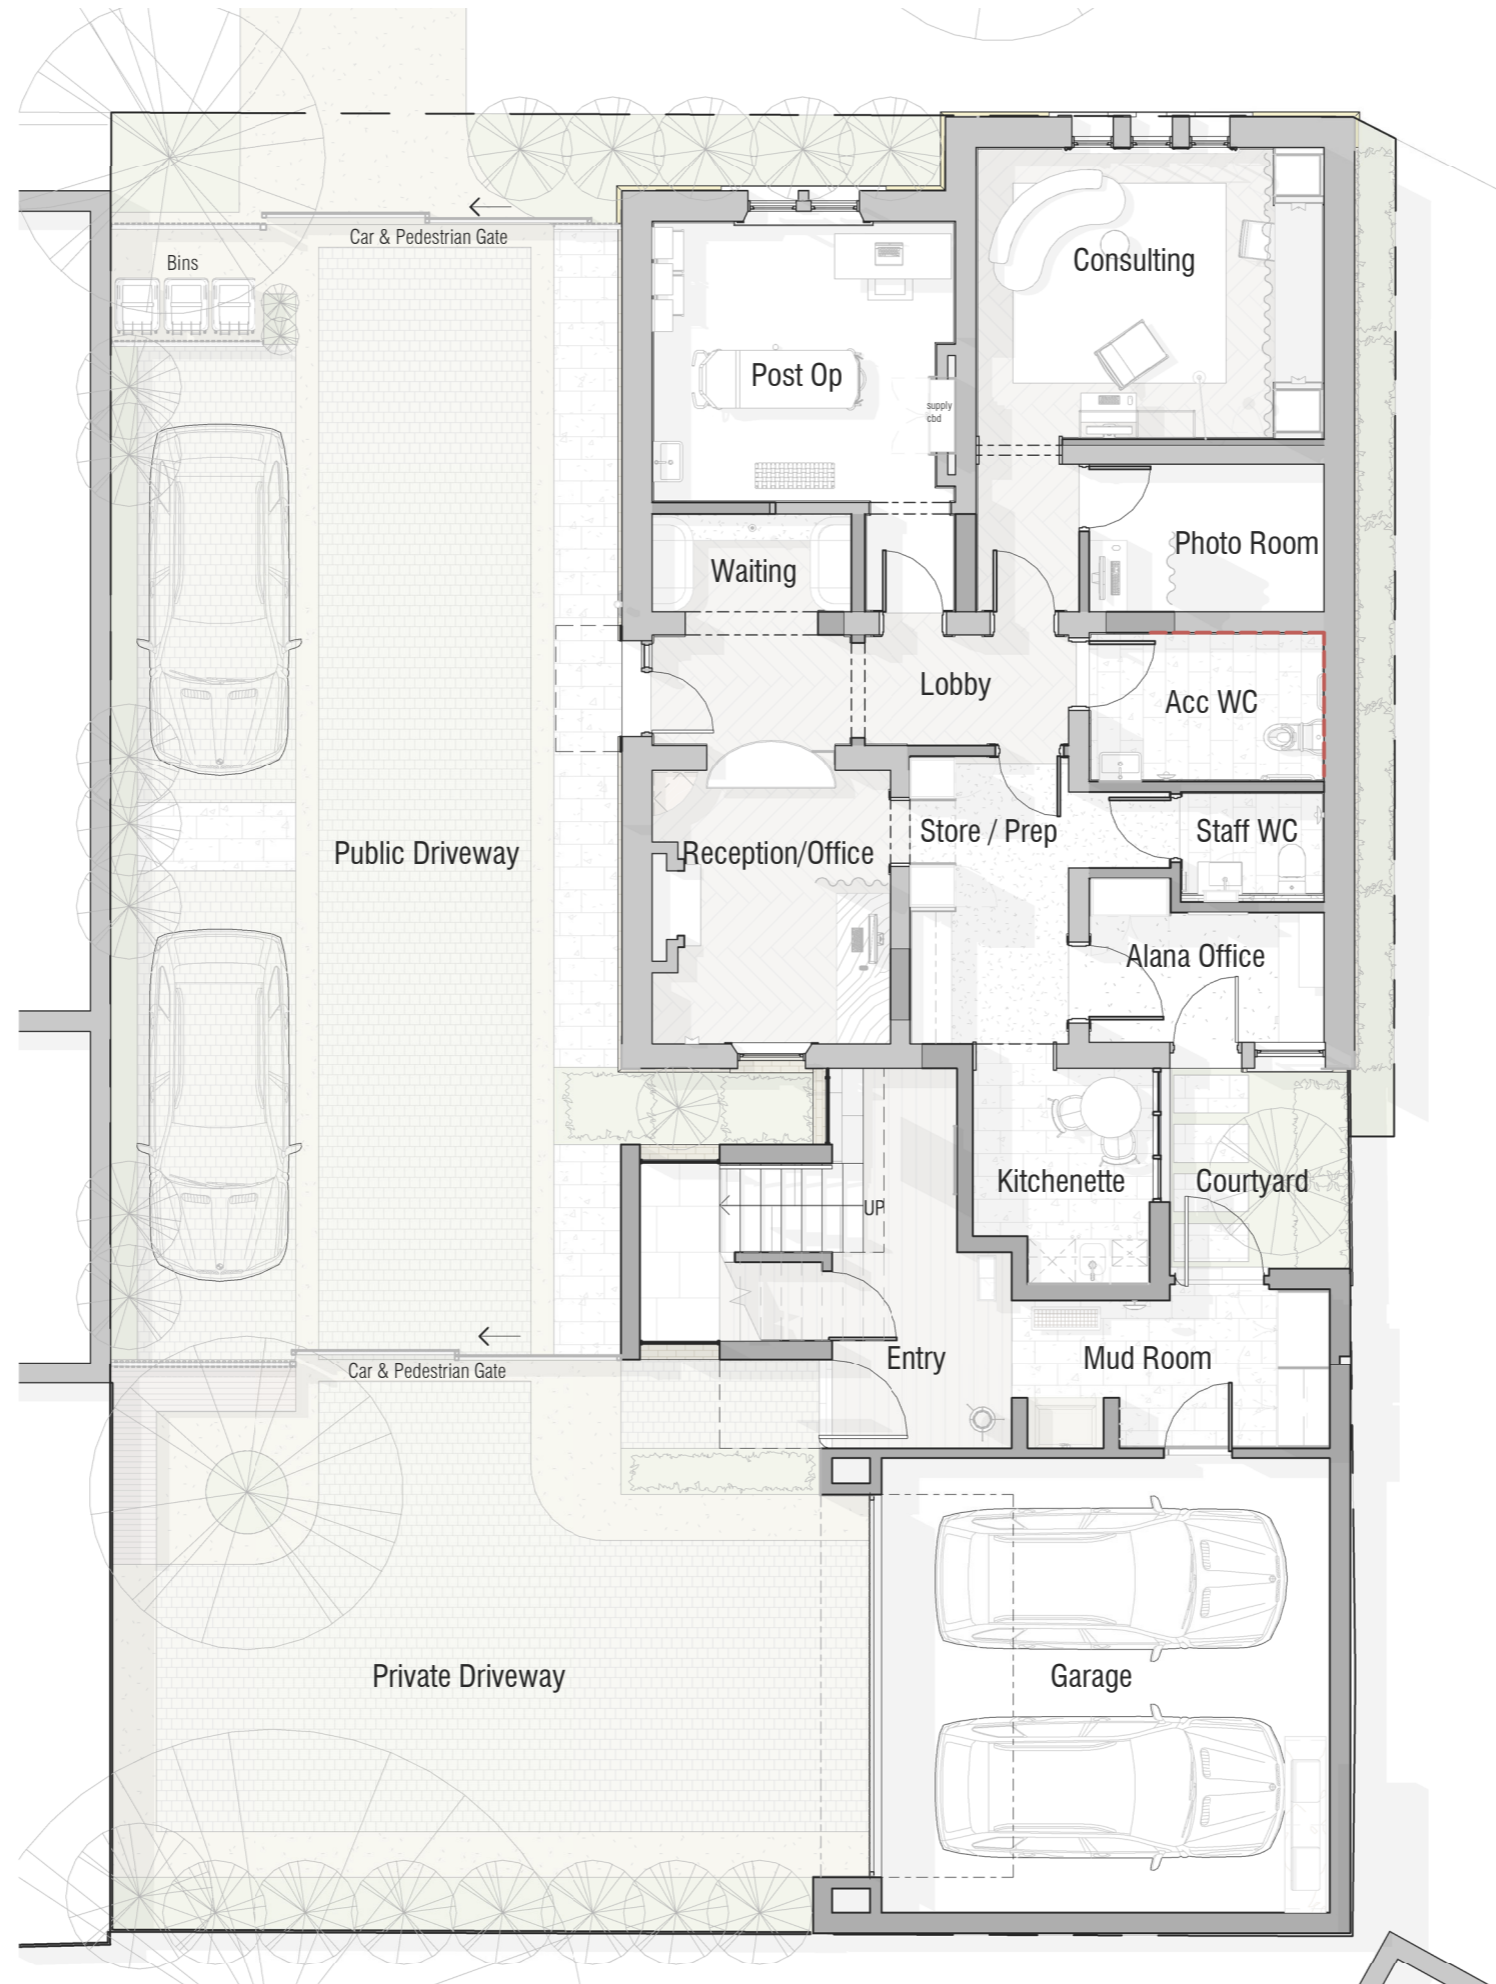 Car & Pedestrian Gate
Bins
Consulting
Post Op
supply
cbd
Photo Room
Waiting
Lobby
Acc WC
Store / Prep
Staff WC
Public Driveway
Reception/Office
Alana Office
Kitchenette
Courtyard
UP
Entry
Mud Room
Car & Pedestrian Gate
Private Driveway
Garage